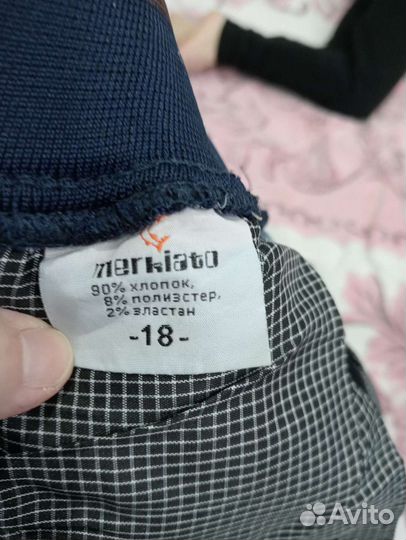 merkiato
90% хлопок,
8% полиэстер,
2% эластан
-18-
Avito